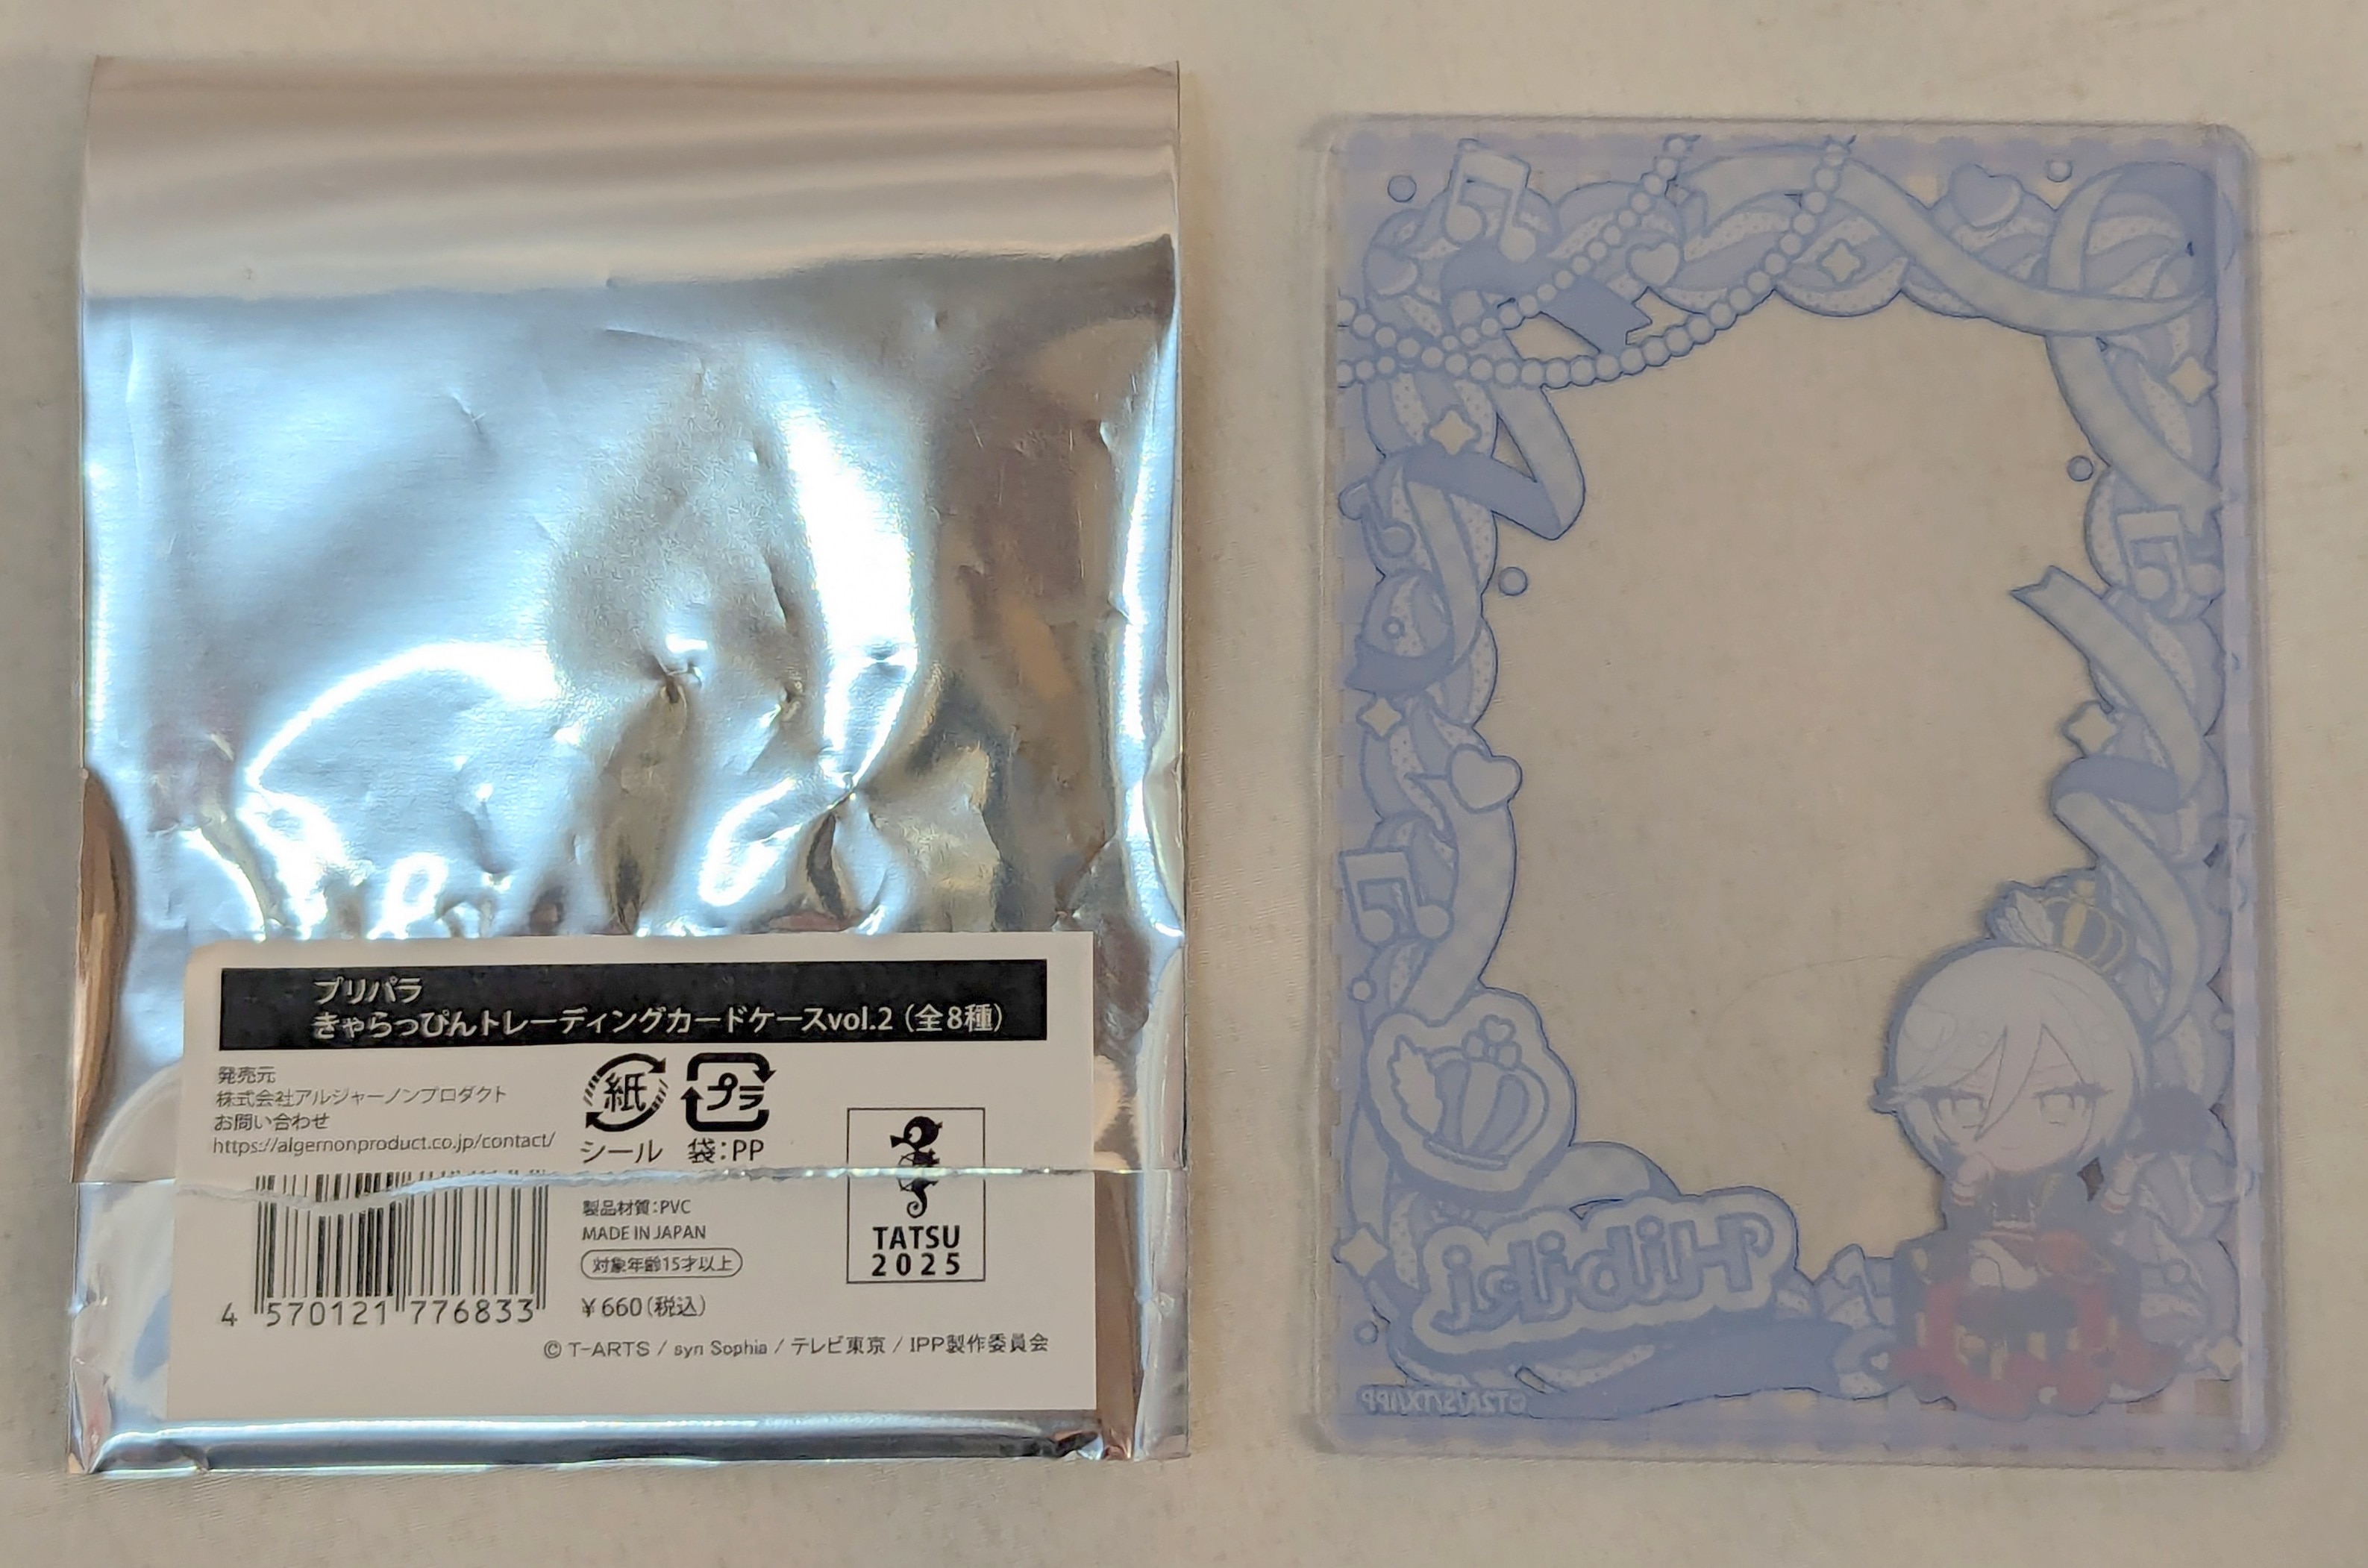 プリパラ
きゃらっぴんトレーディングカードケースvol.2（全8種）
発売元
株式会社アルジャーノンプロダクト
お問い合わせ
https://algernonproduct.co.jp/contact/
紙
シール
プラ
袋：PP
製品材質：PVC
MADE IN JAPAN
対象年齢15才以上
￥660（税込）
TATSU
2025
4 570121 776833
© T-ARTS / syn Sophia / テレビ東京 / IPP製作委員会
Hibiki